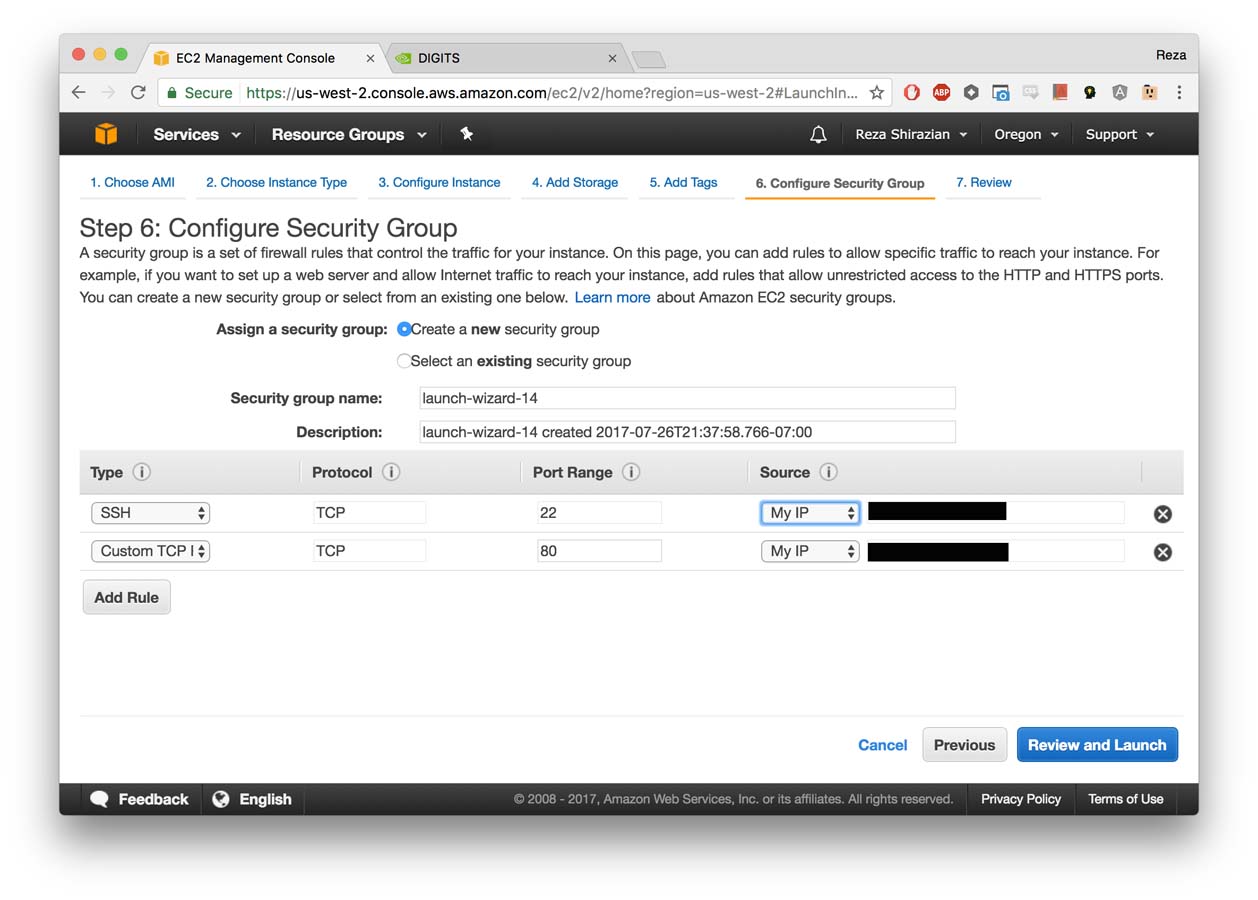 EC2 Management Console
DIGITS
Reza
Secure https://us-west-2.console.aws.amazon.com/ec2/v2/home?region=us-west-2#LaunchIn...
ABP
CSS
Services
Resource Groups
Reza Shirazian
Oregon
Support
1. Choose AMI
2. Choose Instance Type
3. Configure Instance
4. Add Storage
5. Add Tags
6. Configure Security Group
7. Review
Step 6: Configure Security Group
A security group is a set of firewall rules that control the traffic for your instance. On this page, you can add rules to allow specific traffic to reach your instance. For
example, if you want to set up a web server and allow Internet traffic to reach your instance, add rules that allow unrestricted access to the HTTP and HTTPS ports.
You can create a new security group or select from an existing one below. Learn more about Amazon EC2 security groups.
Assign a security group: Create a new security group
Select an existing security group
Security group name: launch-wizard-14
Description: launch-wizard-14 created 2017-07-26T21:37:58.766-07:00
Type Protocol Port Range Source
SSH TCP 22 My IP
Custom TCP TCP 80 My IP
Add Rule
Cancel Previous Review and Launch
Feedback English © 2008 - 2017, Amazon Web Services, Inc. or its affiliates. All rights reserved. Privacy Policy Terms of Use